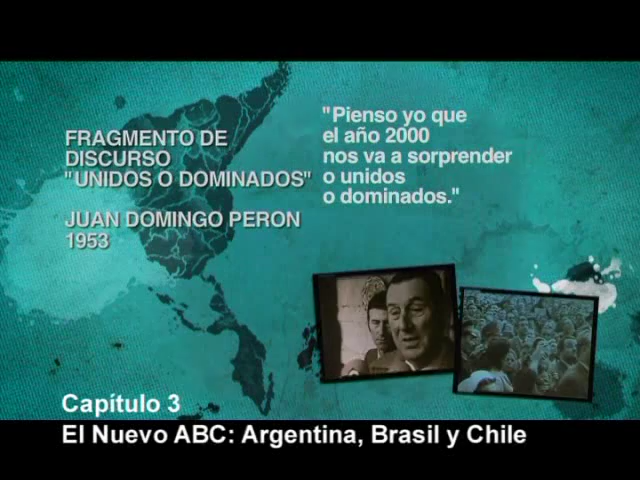 FRAGMENTO DE
DISCURSO
"UNIDOS O DOMINADOS"
JUAN DOMINGO PERON
1953
"Pienso yo que
el año 2000
nos va a sorprender
o unidos
o dominados."
Capítulo 3
El Nuevo ABC: Argentina, Brasil y Chile